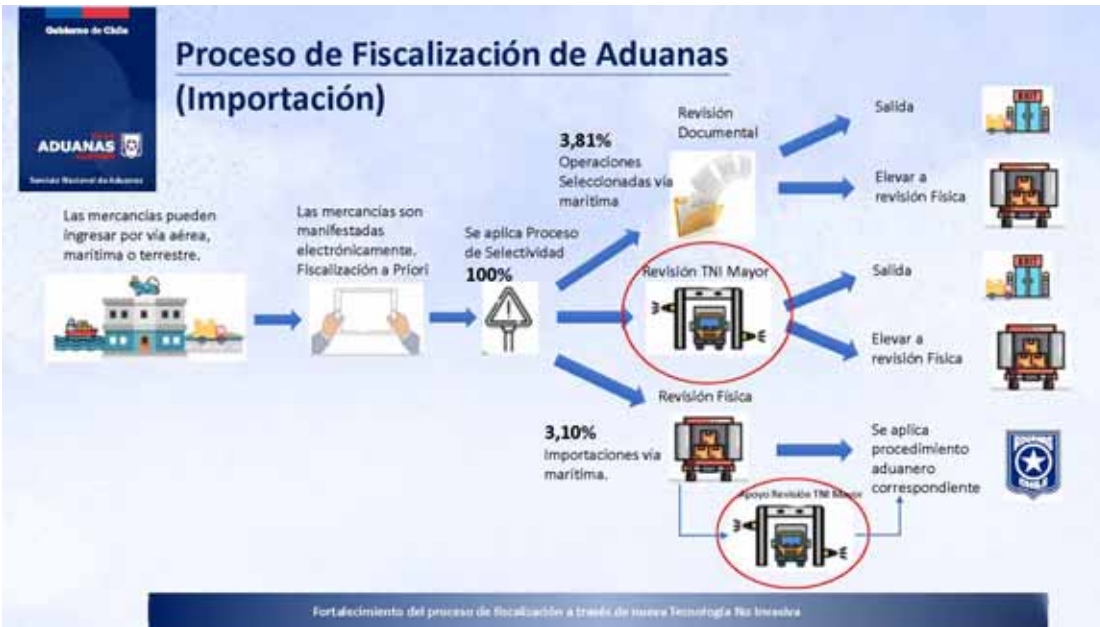 Gobierno de Chile
ADUANAS
Servicio Nacional de Aduanas
Proceso de Fiscalización de Aduanas
(Importación)
Las mercancías pueden
ingresar por vía aérea,
marítima o terrestre.
Las mercancías son
manifestadas
electrónicamente.
Fiscalización a Priori
Se aplica Proceso
de Selectividad
100%
3,81%
Operaciones
Seleccionadas vía
marítima
Revisión
Documental
Salida
EXIT
Elevar a
revisión Física
Revisión TNI Mayor
Salida
EXIT
Elevar a
revisión Física
Revisión Física
3,10%
Importaciones vía
marítima.
Se aplica
procedimiento
aduanero
correspondiente
ADUANAS
CHILE
Apoyo Revisión TNI Mayor
Fortalecimiento del proceso de fiscalización a través de nueva Tecnología No Invasiva